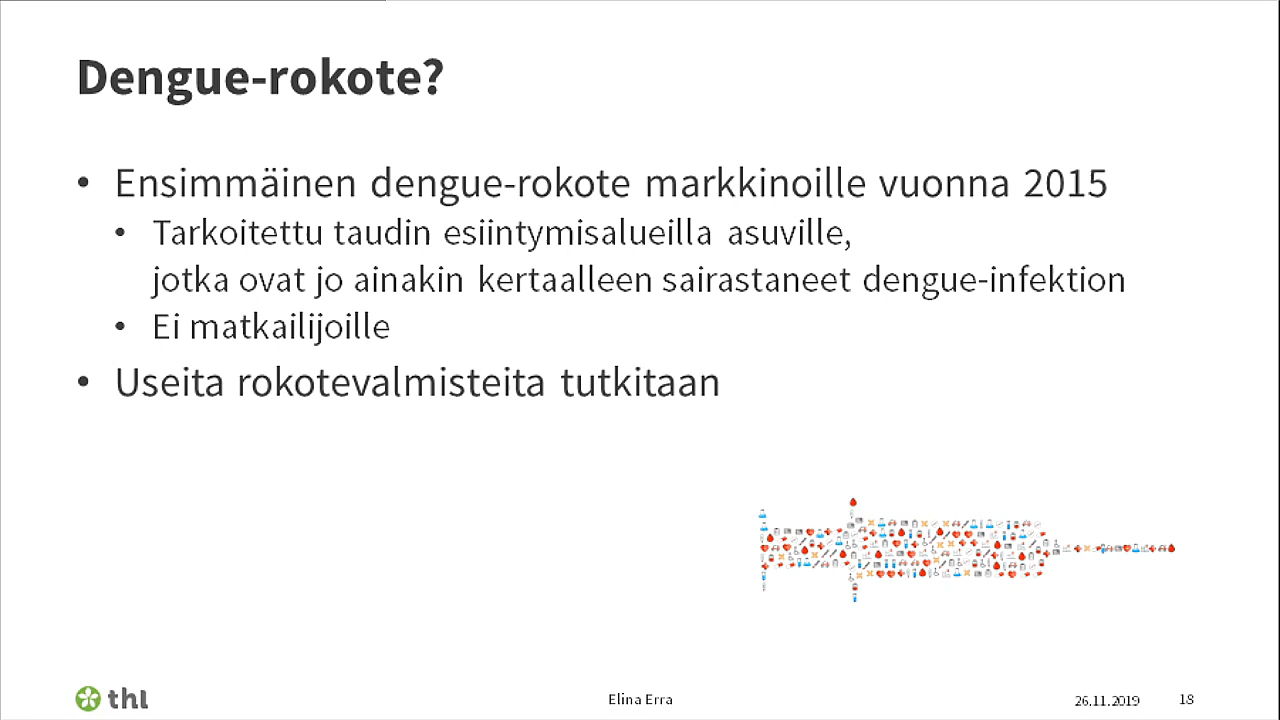 Dengue-rokote?
• Ensimmäinen dengue-rokote markkinoille vuonna 2015
• Tarkoitettu taudin esiintymisalueilla asuville,
jotka ovat jo ainakin kertaalleen sairastaneet dengue-infektion
• Ei matkailijoille
• Useita rokotevalmisteita tutkitaan
thl
Elina Erra
26.11.2019
18